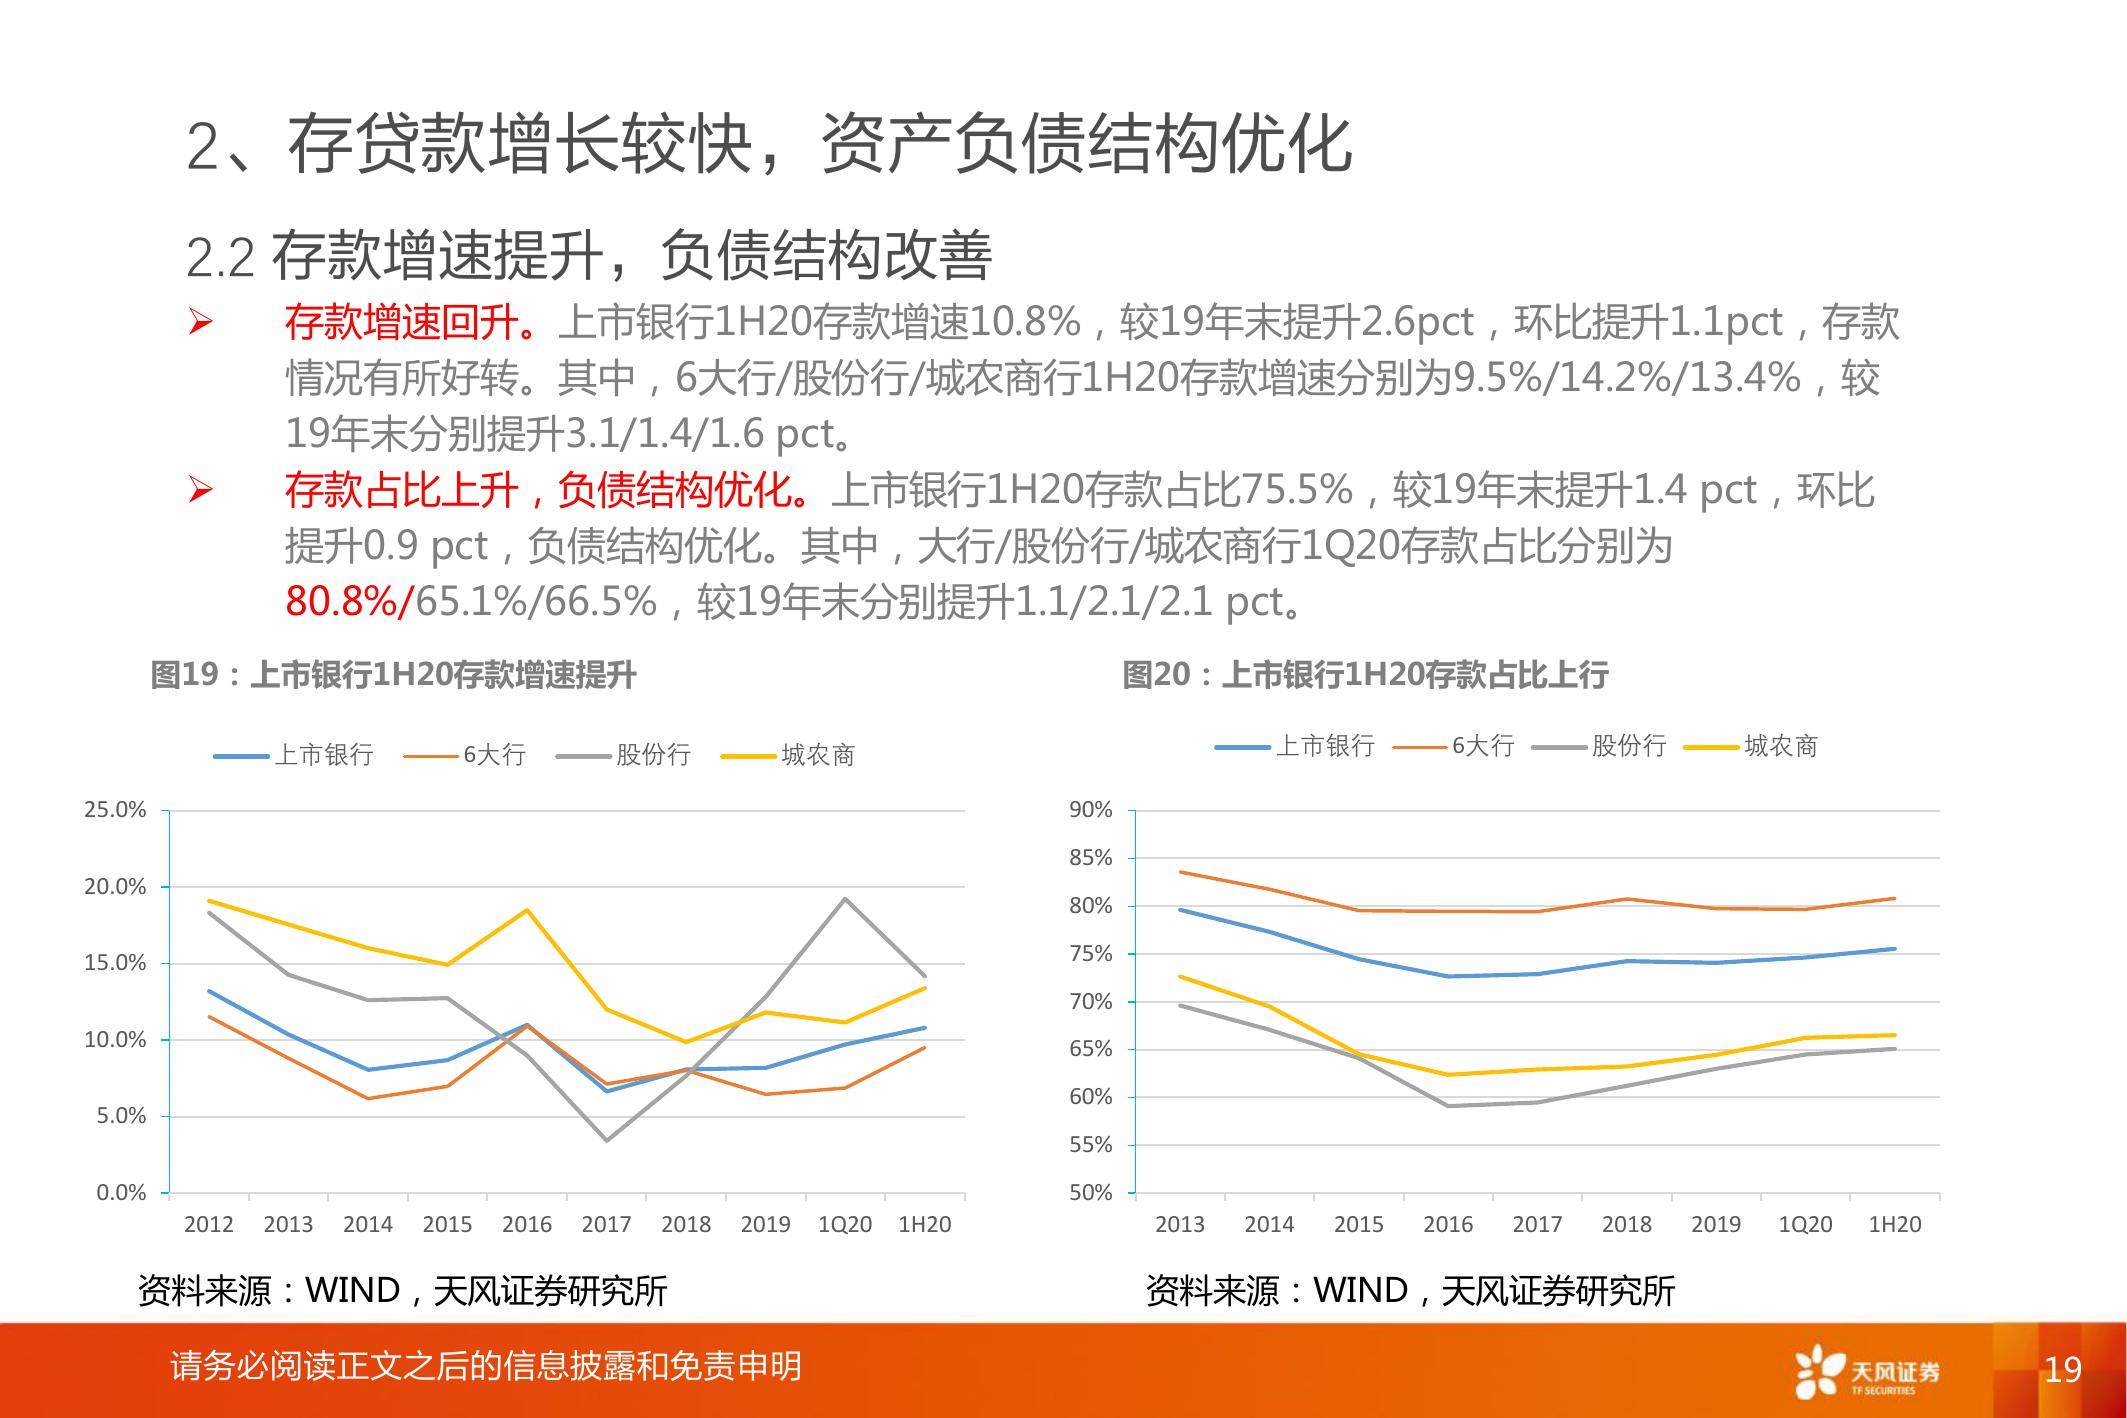 2、存贷款增长较快，资产负债结构优化
2.2 存款增速提升，负债结构改善
存款增速回升。上市银行1H20存款增速10.8%，较19年末提升2.6pct，环比提升1.1pct，存款
情况有所好转。其中，6大行/股份行/城农商行1H20存款增速分别为9.5%/14.2%/13.4%，较
19年末分别提升3.1/1.4/1.6 pct。
存款占比上升，负债结构优化。上市银行1H20存款占比75.5%，较19年末提升1.4 pct，环比
提升0.9 pct，负债结构优化。其中，大行/股份行/城农商行1Q20存款占比分别为
80.8%/65.1%/66.5%，较19年末分别提升1.1/2.1/2.1 pct。
图19：上市银行1H20存款增速提升
上市银行 6大行 股份行 城农商
25.0%
20.0%
15.0%
10.0%
5.0%
0.0%
2012 2013 2014 2015 2016 2017 2018 2019 1Q20 1H20
资料来源：WIND，天风证券研究所
图20：上市银行1H20存款占比上行
上市银行 6大行 股份行 城农商
90%
85%
80%
75%
70%
65%
60%
55%
50%
2013 2014 2015 2016 2017 2018 2019 1Q20 1H20
资料来源：WIND，天风证券研究所
请务必阅读正文之后的信息披露和免责申明
天风证券
TF SECURITIES
19